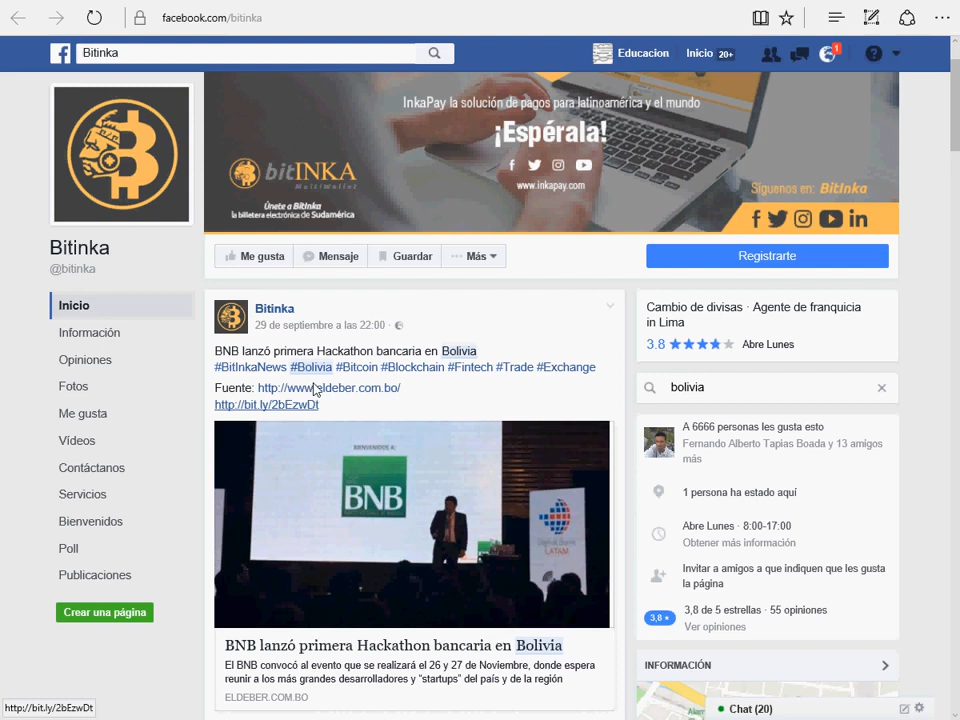 facebook.com/bitinka
Bitinka
Educacion
Inicio 20+
1
InkaPay la solución de pagos para latinoamérica y el mundo
¡Espérala!
www.inkapay.com
bitINKA
MultiWallet
Únete a BitInka
la billetera electrónica de Sudamérica
Síguenos en: BitInka
Bitinka
@bitinka
Me gusta
Mensaje
Guardar
Más
Registrarte
Inicio
Información
Opiniones
Fotos
Me gusta
Vídeos
Contáctanos
Servicios
Bienvenidos
Poll
Publicaciones
Crear una página
Bitinka
29 de septiembre a las 22:00 ·
BNB lanzó primera Hackathon bancaria en Bolivia
#BitInkaNews #Bolivia #Bitcoin #Blockchain #Fintech #Trade #Exchange
Fuente: http://www.eldeber.com.bo/
http://bit.ly/2bEzwDt
BIENVENIDOS A:
BNB
LATAM
BNB lanzó primera Hackathon bancaria en Bolivia
El BNB convocó al evento que se realizará el 26 y 27 de Noviembre, donde espera
reunir a los más grandes desarrolladores y “startups” del país y de la región
ELDEBER.COM.BO
Cambio de divisas · Agente de franquicia
in Lima
3.8 Abre Lunes
bolivia
A 6666 personas les gusta esto
Fernando Alberto Tapias Boada y 13 amigos
más
1 persona ha estado aquí
Abre Lunes · 8:00-17:00
Obtener más información
Invitar a amigos a que indiquen que les gusta
la página
3,8 3,8 de 5 estrellas · 55 opiniones
Ver opiniones
INFORMACIÓN
Chat (20)
http://bit.ly/2bEzwDt